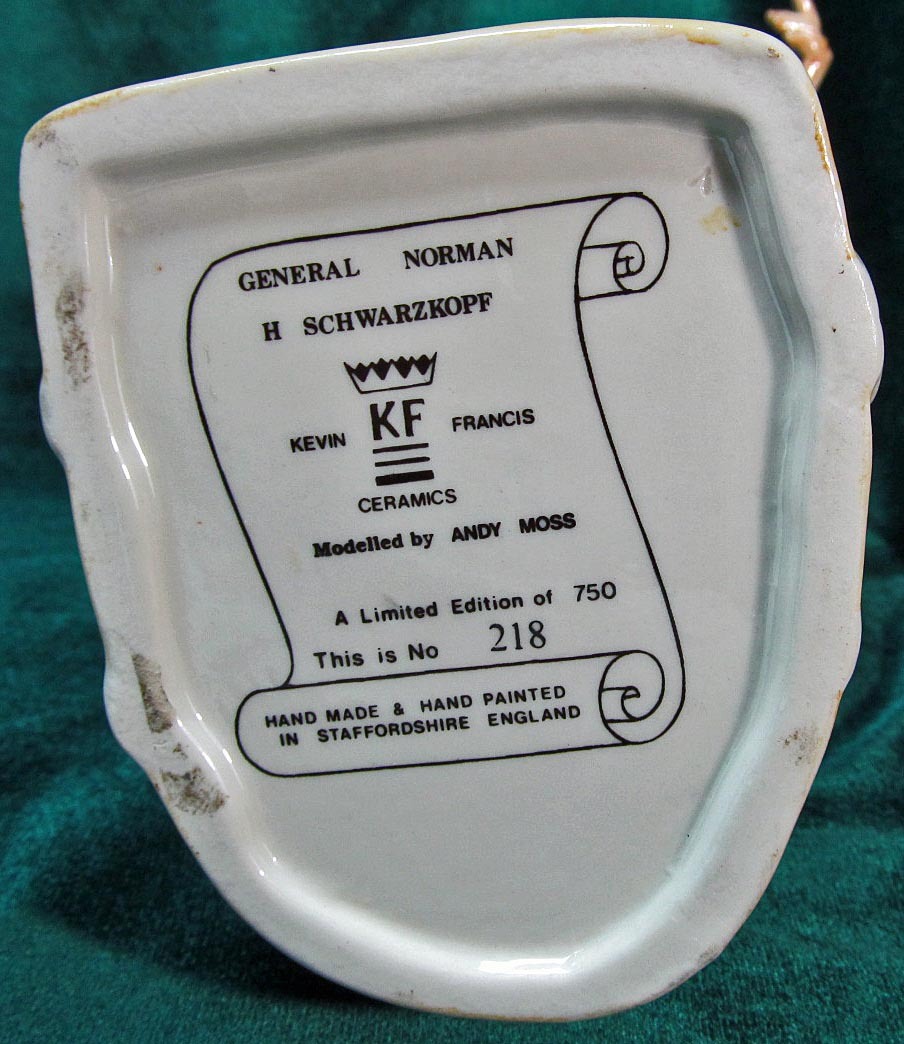 GENERAL NORMAN
H SCHWARZKOPF
KF
KEVIN FRANCIS
CERAMICS
Modelled by ANDY MOSS
A Limited Edition of 750
This is No 218
HAND MADE & HAND PAINTED
IN STAFFORDSHIRE ENGLAND